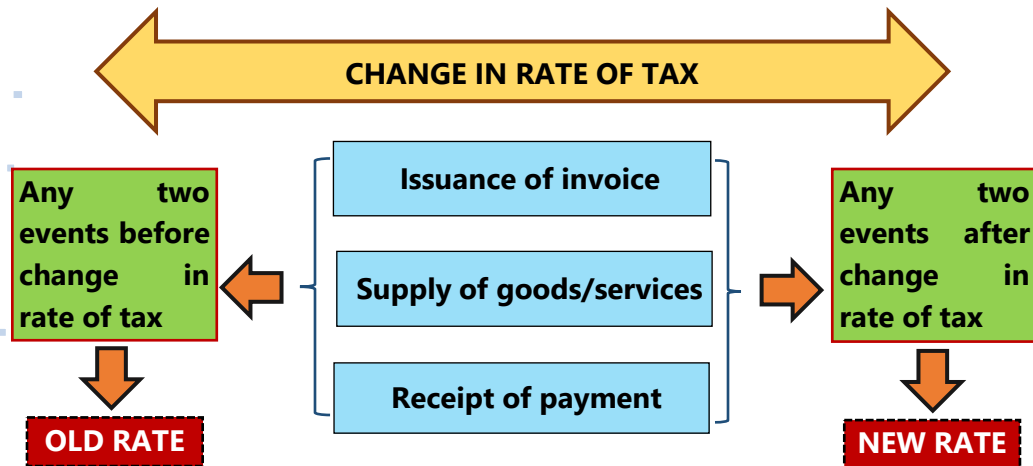 CHANGE IN RATE OF TAX
Any two
events before
change in
rate of tax
OLD RATE
Issuance of invoice
Supply of goods/services
Receipt of payment
Any two
events after
change in
rate of tax
NEW RATE